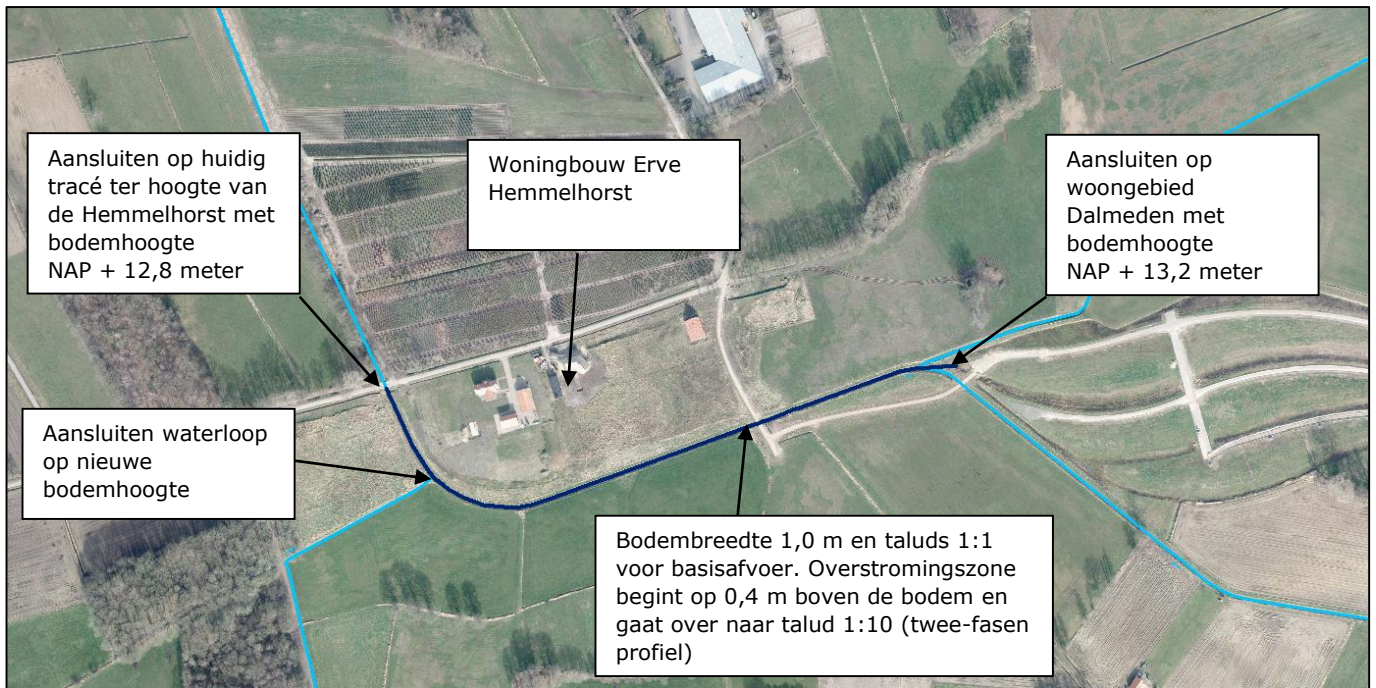 Aansluiten op huidig
tracé ter hoogte van
de Hemmelhorst met
bodemhoogte
NAP + 12,8 meter
Woningbouw Erve
Hemmelhorst
Aansluiten op
woongebied
Dalmeden met
bodemhoogte
NAP + 13,2 meter
Aansluiten waterloop
op nieuwe
bodemhoogte
Bodembreedte 1,0 m en taluds 1:1
voor basisafvoer. Overstromingszone
begint op 0,4 m boven de bodem en
gaat over naar talud 1:10 (twee-fasen
profiel)